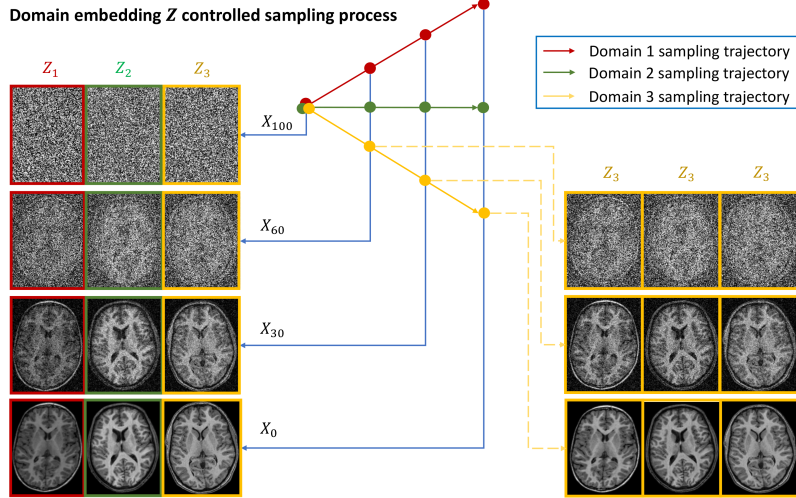 Domain embedding Z controlled sampling process
Z₁ Z₂ Z₃
Domain 1 sampling trajectory
Domain 2 sampling trajectory
Domain 3 sampling trajectory
X₁₀₀
X₆₀
X₃₀
X₀
Z₃ Z₃ Z₃